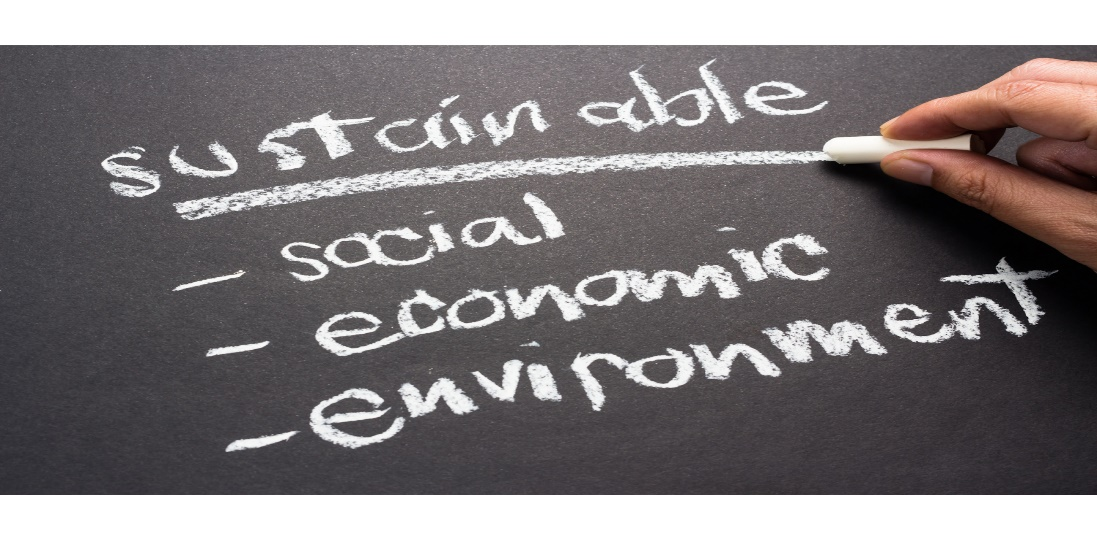 sustainable
- social
- economic
- environment